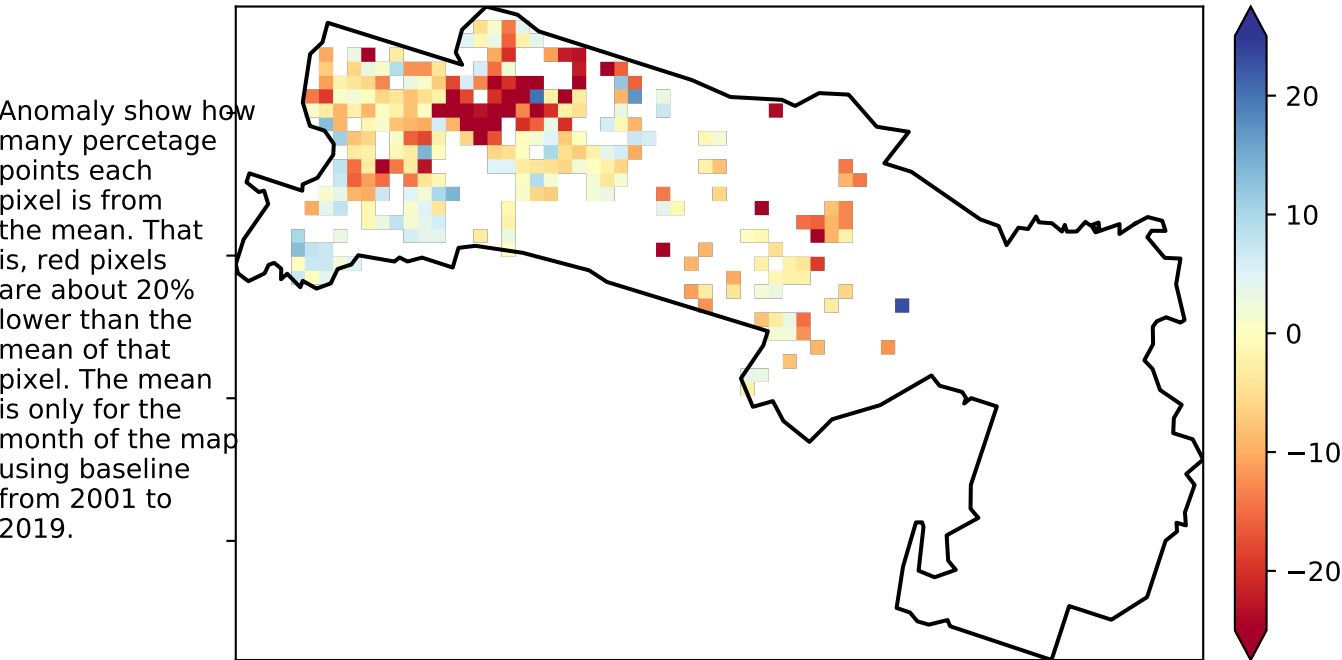 Anomaly show how
many percetage
points each
pixel is from
the mean. That
is, red pixels
are about 20%
lower than the
mean of that
pixel. The mean
is only for the
month of the map
using baseline
from 2001 to
2019.
20
10
0
−10
−20